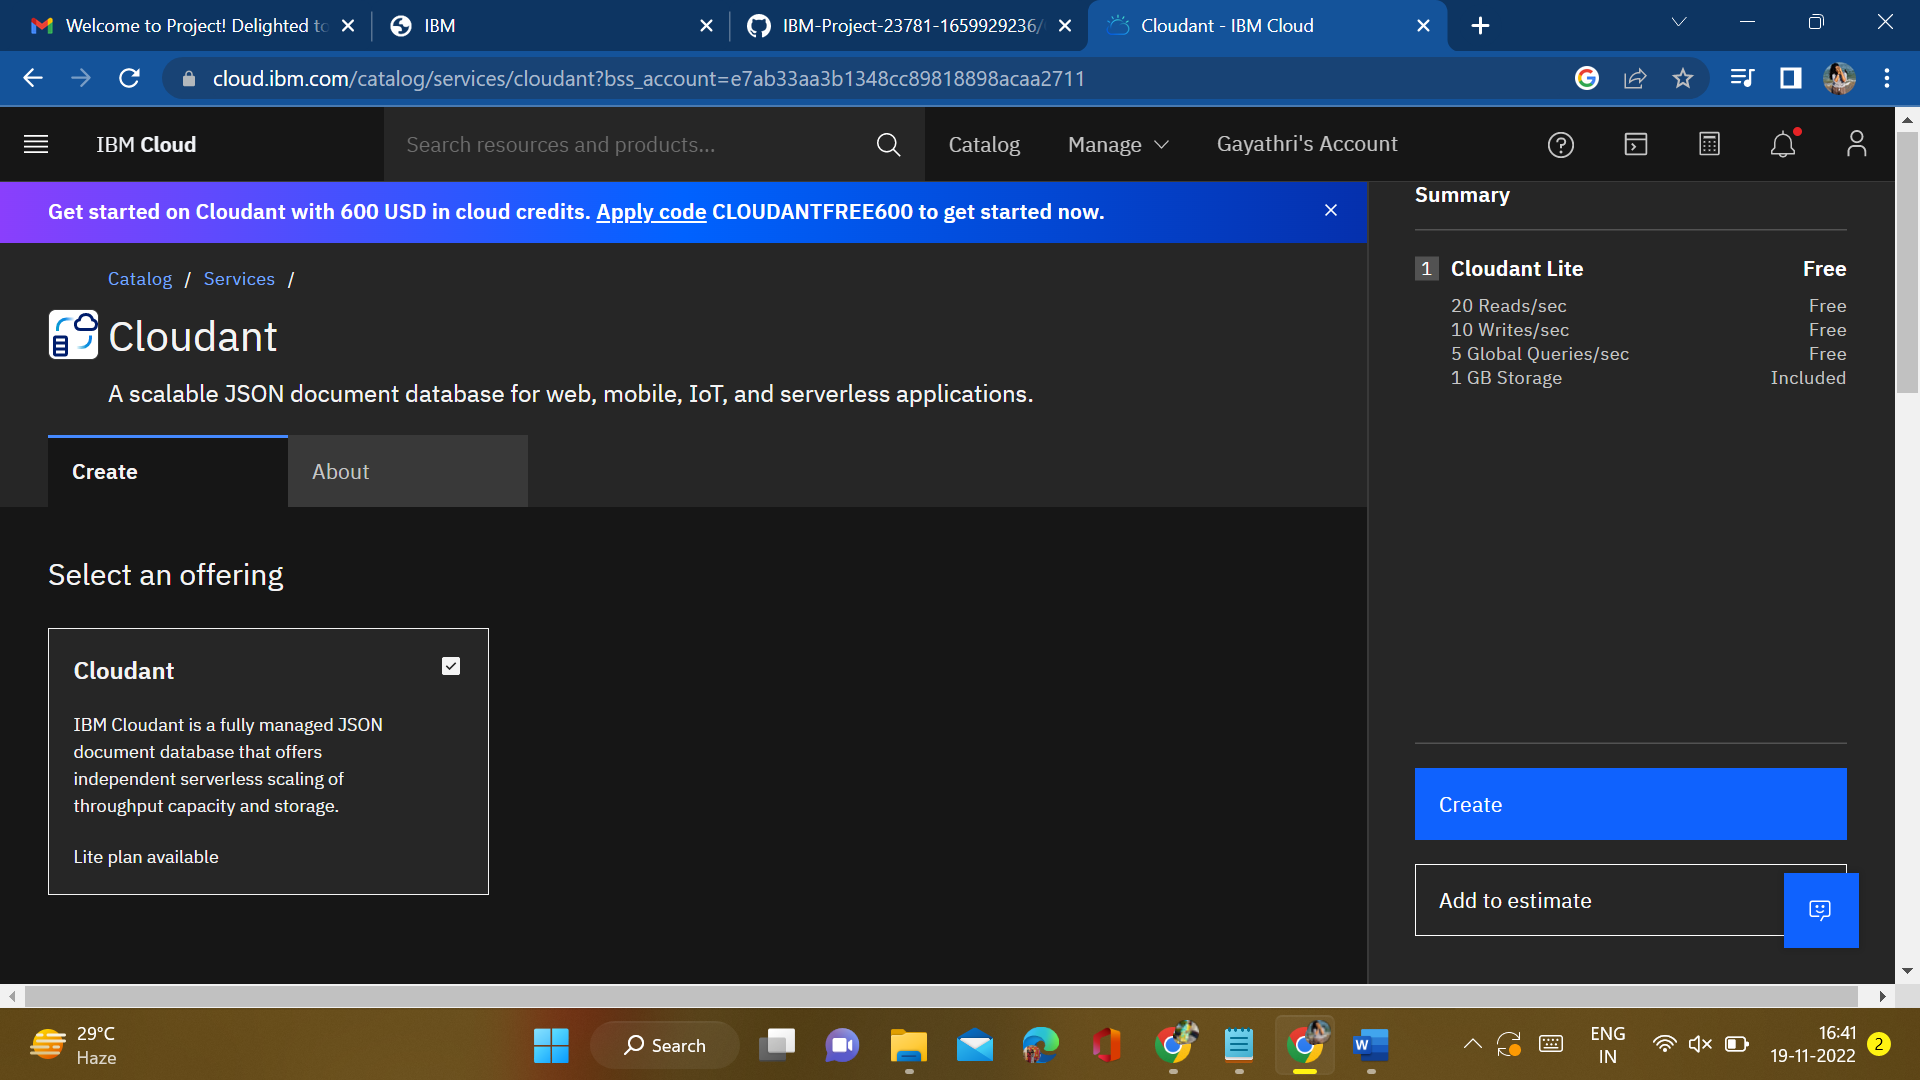 Welcome to Project! Delighted to
IBM
IBM-Project-23781-1659929236/
Cloudant - IBM Cloud
cloud.ibm.com/catalog/services/cloudant?bss_account=e7ab33aa3b1348cc89818898acaa2711
IBM Cloud
Search resources and products...
Catalog
Manage
Gayathri's Account
Get started on Cloudant with 600 USD in cloud credits. Apply code CLOUDANTFREE600 to get started now.
Catalog / Services /
Cloudant
A scalable JSON document database for web, mobile, IoT, and serverless applications.
Create
About
Select an offering
Cloudant
IBM Cloudant is a fully managed JSON
document database that offers
independent serverless scaling of
throughput capacity and storage.
Lite plan available
Summary
1 Cloudant Lite Free
20 Reads/sec Free
10 Writes/sec Free
5 Global Queries/sec Free
1 GB Storage Included
Create
Add to estimate
29°C
Haze
Search
ENG
IN
16:41
19-11-2022
2